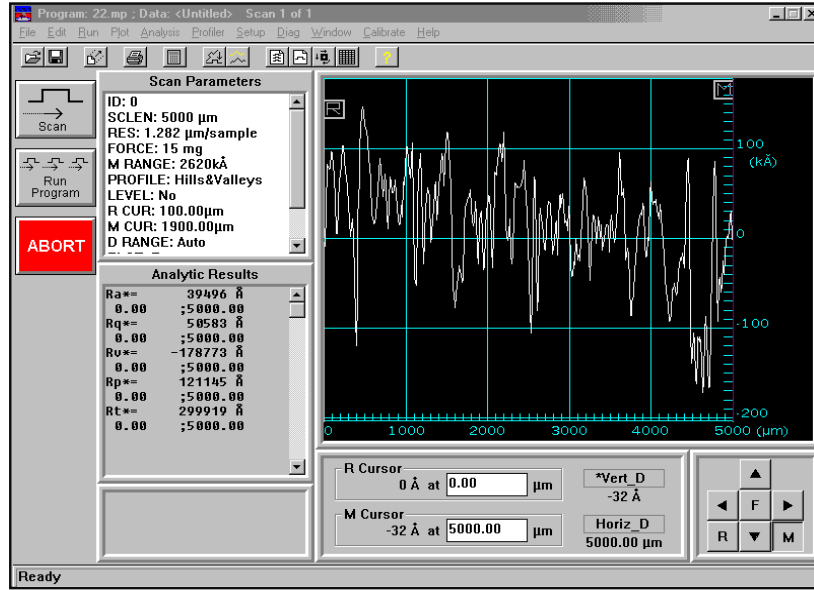 Program: 22.mp ; Data: <Untitled> Scan 1 of 1
File Edit Run Plot Analysis Profiler Setup Diag Window Calibrate Help
?
Scan
Run
Program
ABORT
Scan Parameters
ID: 0
SCLEN: 5000 µm
RES: 1.282 µm/sample
FORCE: 15 mg
M RANGE: 2620kÅ
PROFILE: Hills&Valleys
LEVEL: No
R CUR: 100.00µm
M CUR: 1900.00µm
D RANGE: Auto
Analytic Results
Ra*= 39496 Å
0.00 ;5000.00
Rq*= 50583 Å
0.00 ;5000.00
Rv*= -178773 Å
0.00 ;5000.00
Rp*= 121145 Å
0.00 ;5000.00
Rt*= 299919 Å
0.00 ;5000.00
R
M
100
(kÅ)
0
-100
-200
0 1000 2000 3000 4000 5000 (µm)
R Cursor
0 Å at 0.00 µm
M Cursor
-32 Å at 5000.00 µm
*Vert_D
-32 Å
Horiz_D
5000.00 µm
F
R
M
Ready